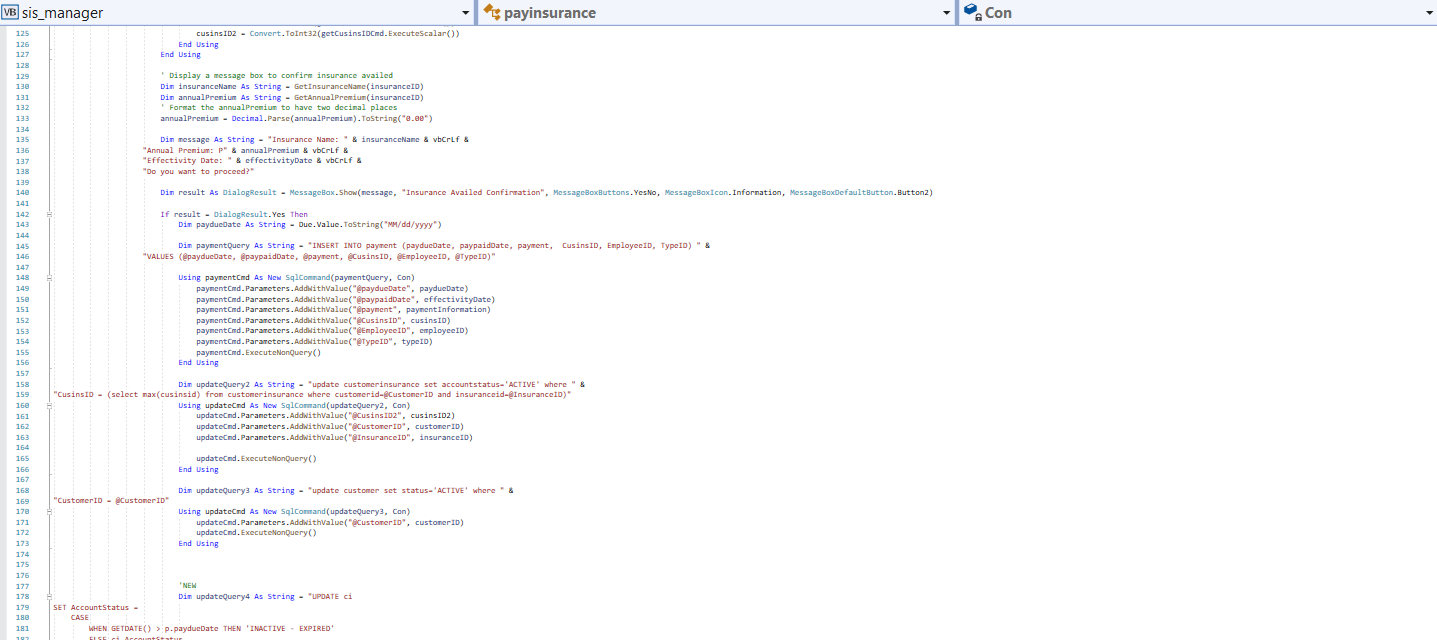 sis_manager payinsurance Con
125 cusinsID2 = Convert.ToInt32(getCusinsIDCmd.ExecuteScalar())
126 End Using
127 End Using
128
129 ' Display a message box to confirm insurance availed
130 Dim insuranceName As String = GetInsuranceName(insuranceID)
131 Dim annualPremium As String = GetAnnualPremium(insuranceID)
132 ' Format the annualPremium to have two decimal places
133 annualPremium = Decimal.Parse(annualPremium).ToString("0.00")
134
135 Dim message As String = "Insurance Name: " & insuranceName & vbCrLf &
136 "Annual Premium: P" & annualPremium & vbCrLf &
137 "Effectivity Date: " & effectivityDate & vbCrLf &
138 "Do you want to proceed?"
139
140 Dim result As DialogResult = MessageBox.Show(message, "Insurance Availed Confirmation", MessageBoxButtons.YesNo, MessageBoxIcon.Information, MessageBoxDefaultButton.Button2)
141
142 If result = DialogResult.Yes Then
143 Dim paydueDate As String = Due.Value.ToString("MM/dd/yyyy")
144
145 Dim paymentQuery As String = "INSERT INTO payment (paydueDate, paypaidDate, payment,  CusinsID, EmployeeID, TypeID) " &
146 "VALUES (@paydueDate, @paypaidDate, @payment, @CusinsID, @EmployeeID, @TypeID)"
147
148 Using paymentCmd As New SqlCommand(paymentQuery, Con)
149 paymentCmd.Parameters.AddWithValue("@paydueDate", paydueDate)
150 paymentCmd.Parameters.AddWithValue("@paypaidDate", effectivityDate)
151 paymentCmd.Parameters.AddWithValue("@payment", paymentInformation)
152 paymentCmd.Parameters.AddWithValue("@CusinsID", cusinsID)
153 paymentCmd.Parameters.AddWithValue("@EmployeeID", employeeID)
154 paymentCmd.Parameters.AddWithValue("@TypeID", typeID)
155 paymentCmd.ExecuteNonQuery()
156 End Using
157
158 Dim updateQuery2 As String = "update customerinsurance set accountstatus='ACTIVE' where " &
159 "CusinsID = (select max(cusinsid) from customerinsurance where customerid=@CustomerID and insuranceid=@InsuranceID)"
160 Using updateCmd As New SqlCommand(updateQuery2, Con)
161 updateCmd.Parameters.AddWithValue("@CusinsID2", cusinsID2)
162 updateCmd.Parameters.AddWithValue("@CustomerID", customerID)
163 updateCmd.Parameters.AddWithValue("@InsuranceID", insuranceID)
164
165 updateCmd.ExecuteNonQuery()
166 End Using
167
168 Dim updateQuery3 As String = "update customer set status='ACTIVE' where " &
169 "CustomerID = @CustomerID"
170 Using updateCmd As New SqlCommand(updateQuery3, Con)
171 updateCmd.Parameters.AddWithValue("@CustomerID", customerID)
172 updateCmd.ExecuteNonQuery()
173 End Using
174
175
176
177 'NEW
178 Dim updateQuery4 As String = "UPDATE ci
179 SET AccountStatus =
180 CASE
181 WHEN GETDATE() > p.paydueDate THEN 'INACTIVE - EXPIRED'
182 ELSE ci.AccountStatus